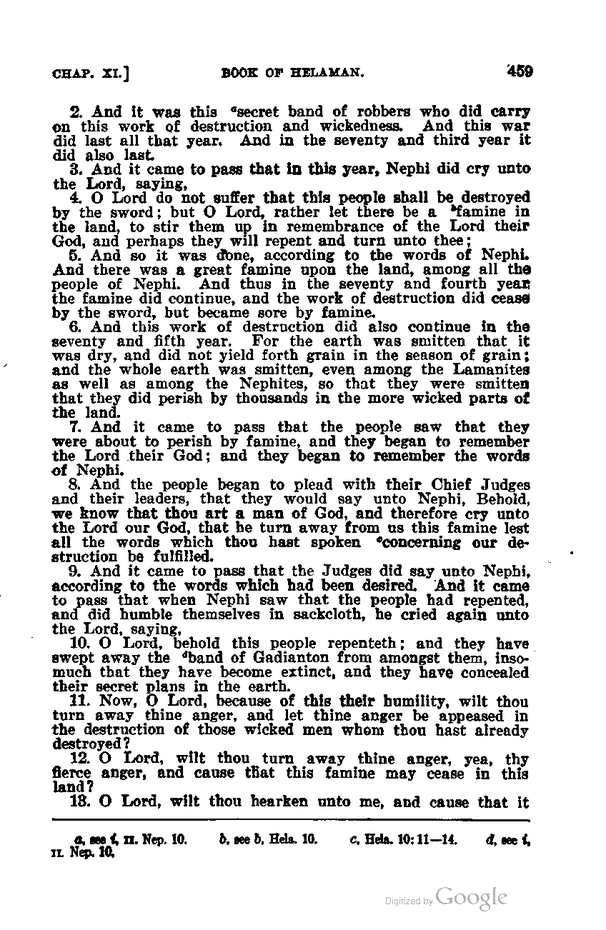 CHAP. XI.] BOOK OF HELAMAN. 459
2. And it was this ᵃsecret band of robbers who did carry
on this work of destruction and wickedness. And this war
did last all that year. And in the seventy and third year it
did also last.
3. And it came to pass that in this year, Nephi did cry unto
the Lord, saying,
4. O Lord do not suffer that this people shall be destroyed
by the sword; but O Lord, rather let there be a ᵇfamine in
the land, to stir them up in remembrance of the Lord their
God, and perhaps they will repent and turn unto thee;
5. And so it was done, according to the words of Nephi.
And there was a great famine upon the land, among all the
people of Nephi. And thus in the seventy and fourth year
the famine did continue, and the work of destruction did cease
by the sword, but became sore by famine.
6. And this work of destruction did also continue in the
seventy and fifth year. For the earth was smitten that it
was dry, and did not yield forth grain in the season of grain;
and the whole earth was smitten, even among the Lamanites
as well as among the Nephites, so that they were smitten
that they did perish by thousands in the more wicked parts of
the land.
7. And it came to pass that the people saw that they
were about to perish by famine, and they began to remember
the Lord their God; and they began to remember the words
of Nephi.
8. And the people began to plead with their Chief Judges
and their leaders, that they would say unto Nephi, Behold,
we know that thou art a man of God, and therefore cry unto
the Lord our God, that he turn away from us this famine lest
all the words which thou hast spoken ᶜconcerning our de-
struction be fulfilled.
9. And it came to pass that the Judges did say unto Nephi,
according to the words which had been desired. And it came
to pass that when Nephi saw that the people had repented,
and did humble themselves in sackcloth, he cried again unto
the Lord, saying,
10. O Lord, behold this people repenteth; and they have
swept away the ᵈband of Gadianton from amongst them, inso-
much that they have become extinct, and they have concealed
their secret plans in the earth.
11. Now, O Lord, because of this their humility, wilt thou
turn away thine anger, and let thine anger be appeased in
the destruction of those wicked men whom thou hast already
destroyed?
12. O Lord, wilt thou turn away thine anger, yea, thy
fierce anger, and cause that this famine may cease in this
land?
13. O Lord, wilt thou hearken unto me, and cause that it
a, see i, II. Nep. 10. b, see b, Hela. 10. c, Hela. 10: 11—14. d, see i,
II. Nep. 10.
Digitized by Google